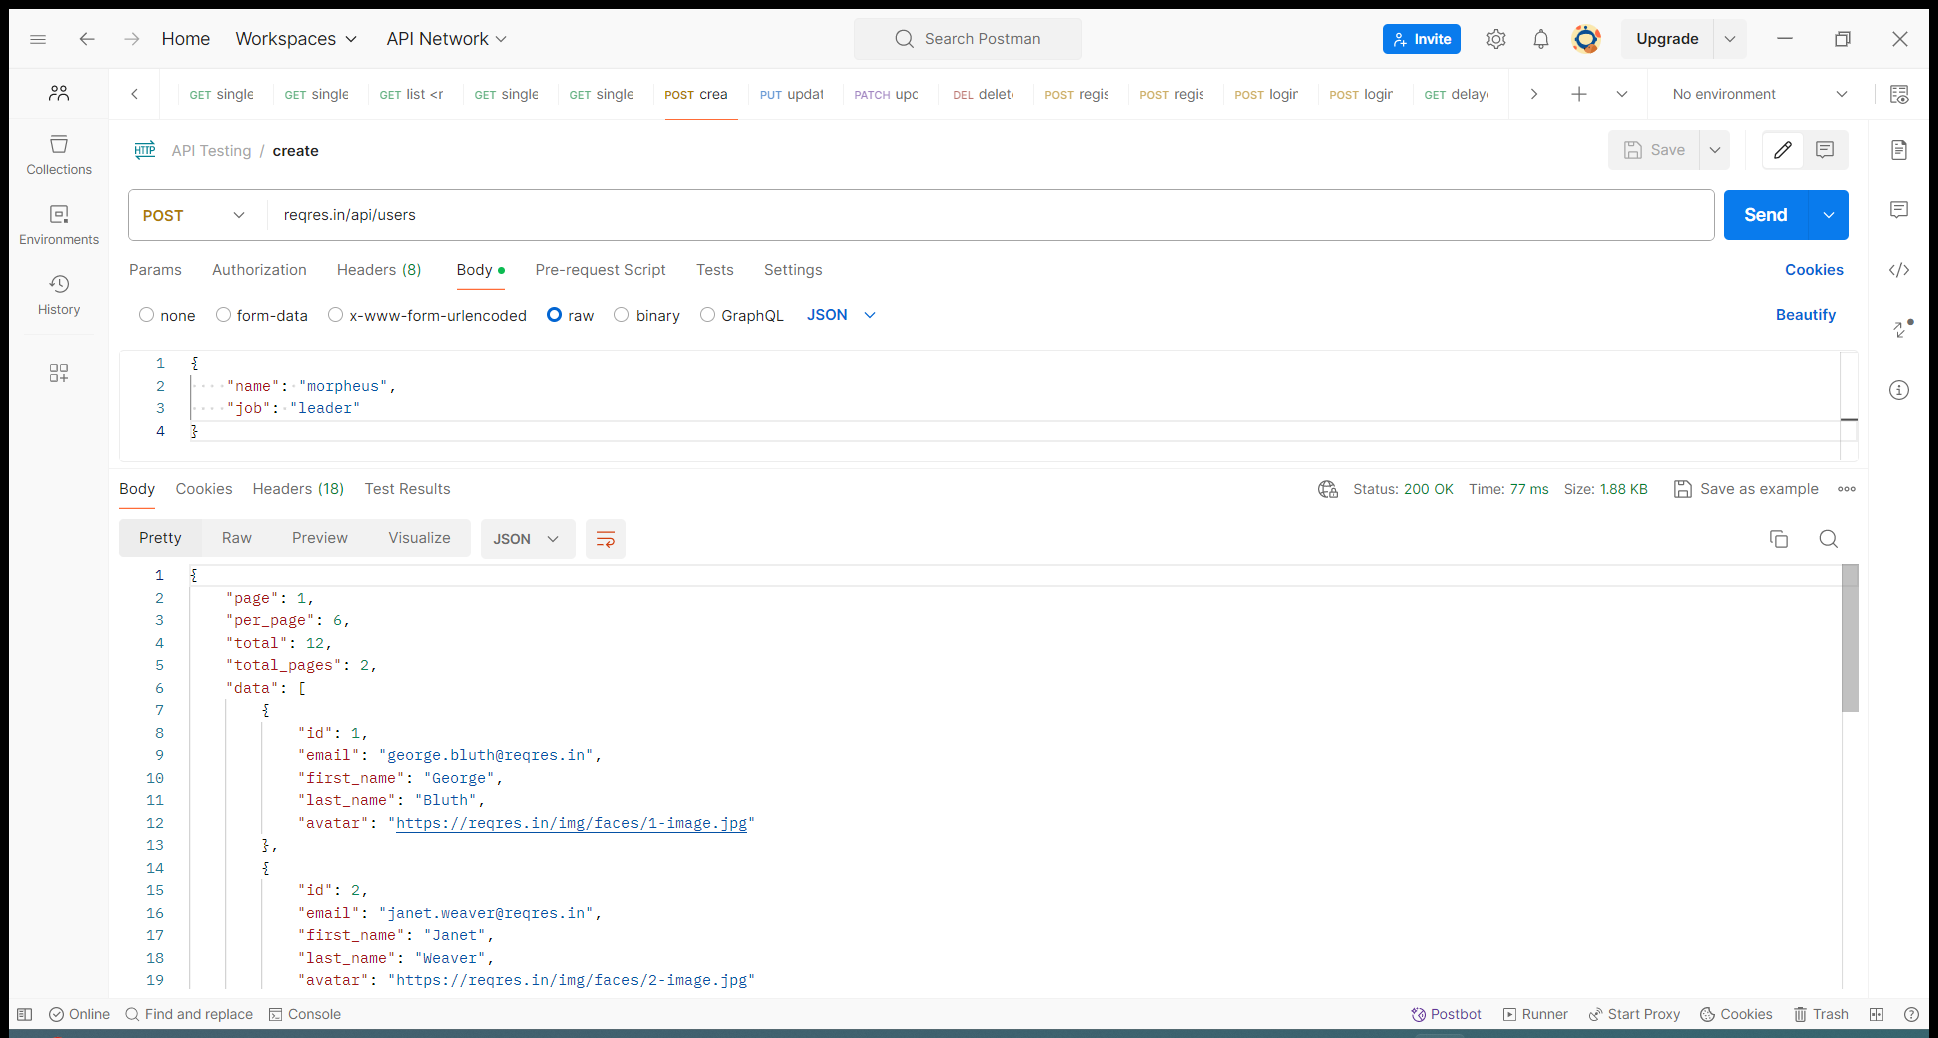 Home Workspaces API Network Search Postman Invite Upgrade
GET single GET single GET list <r GET single GET single POST crea PUT updat PATCH upc DEL delet POST regis POST regis POST login POST login GET delay No environment
HTTP API Testing / create Save
Collections
POST reqres.in/api/users Send
Environments
Params Authorization Headers (8) Body Pre-request Script Tests Settings Cookies
History
none form-data x-www-form-urlencoded raw binary GraphQL JSON Beautify
1 {
2 "name": "morpheus",
3 "job": "leader"
4 }
Body Cookies Headers (18) Test Results Status: 200 OK Time: 77 ms Size: 1.88 KB Save as example
Pretty Raw Preview Visualize JSON
1 {
2 "page": 1,
3 "per_page": 6,
4 "total": 12,
5 "total_pages": 2,
6 "data": [
7 {
8 "id": 1,
9 "email": "george.bluth@reqres.in",
10 "first_name": "George",
11 "last_name": "Bluth",
12 "avatar": "https://reqres.in/img/faces/1-image.jpg"
13 },
14 {
15 "id": 2,
16 "email": "janet.weaver@reqres.in",
17 "first_name": "Janet",
18 "last_name": "Weaver",
19 "avatar": "https://reqres.in/img/faces/2-image.jpg"
Online Find and replace Console Postbot Runner Start Proxy Cookies Trash